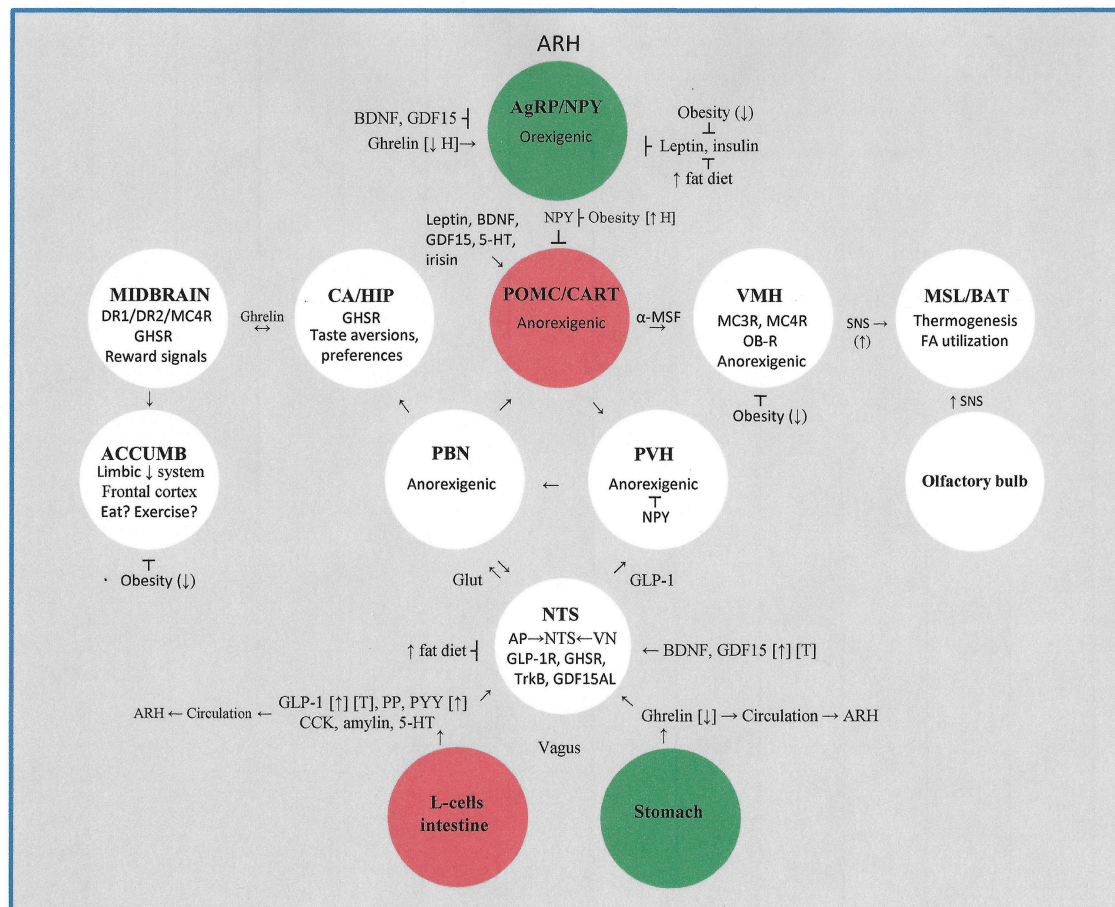 ARH
AgRP/NPY
Orexigenic
BDNF, GDF15 ⊣
Ghrelin [↓ H]→
Obesity (↓)
⊥
├ Leptin, insulin
┬
↑ fat diet
Leptin, BDNF,
GDF15, 5-HT,
irisin
↘
NPY ├ Obesity [↑ H]
⊥
MIDBRAIN
DR1/DR2/MC4R
GHSR
Reward signals
Ghrelin
↔
CA/HIP
GHSR
Taste aversions,
preferences
POMC/CART
Anorexigenic
α-MSF
→
VMH
MC3R, MC4R
OB-R
Anorexigenic
┬
Obesity (↓)
SNS →
(↑)
MSL/BAT
Thermogenesis
FA utilization
↑ SNS
Olfactory bulb
↓
ACCUMB
Limbic ↓ system
Frontal cortex
Eat? Exercise?
┬
Obesity (↓)
↖
↗
↘
PBN
Anorexigenic
←
PVH
Anorexigenic
┬
NPY
Glut ↖↘
↗ GLP-1
NTS
AP→NTS←VN
GLP-1R, GHSR,
TrkB, GDF15AL
↑ fat diet ⊣
← BDNF, GDF15 [↑] [T]
GLP-1 [↑] [T], PP, PYY [↑] ↗
ARH ← Circulation ←
CCK, amylin, 5-HT
↑
↖
Ghrelin [↓] → Circulation → ARH
↑
Vagus
L-cells
intestine
Stomach